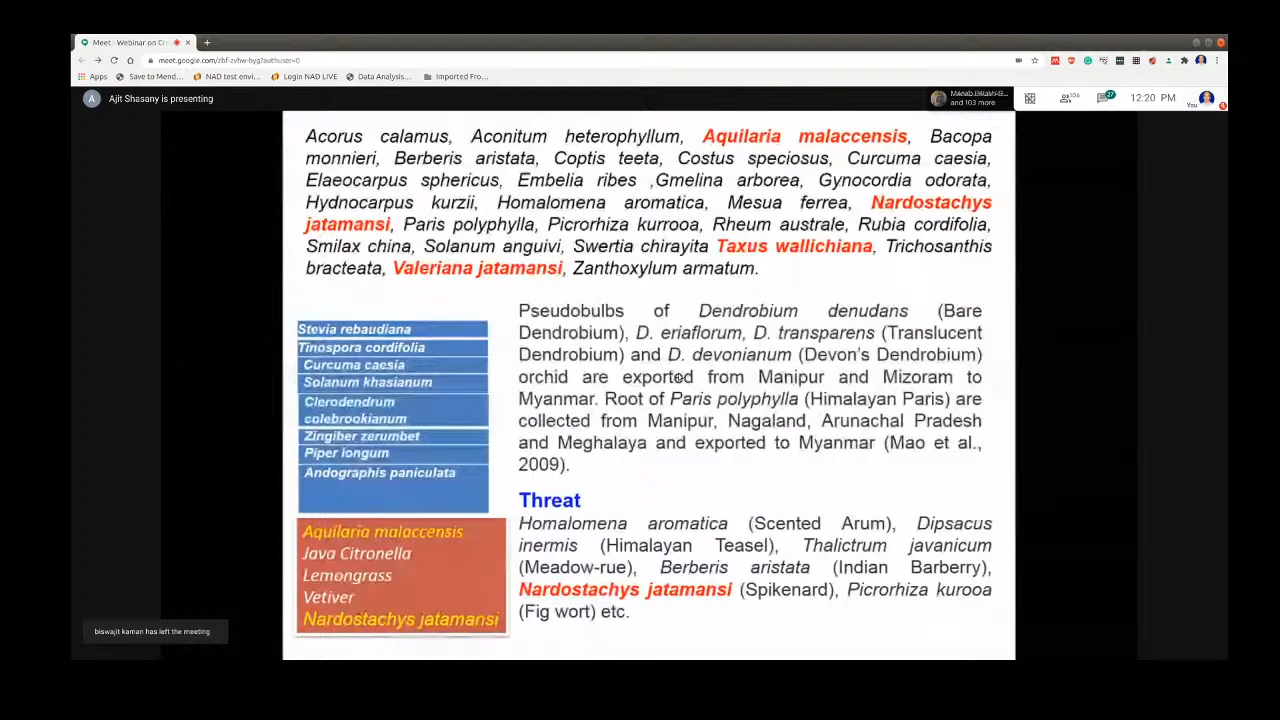 Meet - Webinar on Cr
meet.google.com/zbf-zvhw-byg?authuser=0
Apps
Save to Mend...
NAD test envi...
Login NAD LIVE
Data Analysis...
Imported Fro...
A
Ajit Shasany is presenting
and 103 more
106
27
12:20 PM
You
Acorus calamus, Aconitum heterophyllum, Aquilaria malaccensis, Bacopa
monnieri, Berberis aristata, Coptis teeta, Costus speciosus, Curcuma caesia,
Elaeocarpus sphericus, Embelia ribes ,Gmelina arborea, Gynocordia odorata,
Hydnocarpus kurzii, Homalomena aromatica, Mesua ferrea, Nardostachys
jatamansi, Paris polyphylla, Picrorhiza kurrooa, Rheum australe, Rubia cordifolia,
Smilax china, Solanum anguivi, Swertia chirayita Taxus wallichiana, Trichosanthis
bracteata, Valeriana jatamansi, Zanthoxylum armatum.
Stevia rebaudiana
Tinospora cordifolia
Curcuma caesia
Solanum khasianum
Clerodendrum
colebrookianum
Zingiber zerumbet
Piper longum
Andographis paniculata
Aquilaria malaccensis
Java Citronella
Lemongrass
Vetiver
Nardostachys jatamansi
Pseudobulbs of Dendrobium denudans (Bare
Dendrobium), D. eriaflorum, D. transparens (Translucent
Dendrobium) and D. devonianum (Devon's Dendrobium)
orchid are exported from Manipur and Mizoram to
Myanmar. Root of Paris polyphylla (Himalayan Paris) are
collected from Manipur, Nagaland, Arunachal Pradesh
and Meghalaya and exported to Myanmar (Mao et al.,
2009).
Threat
Homalomena aromatica (Scented Arum), Dipsacus
inermis (Himalayan Teasel), Thalictrum javanicum
(Meadow-rue), Berberis aristata (Indian Barberry),
Nardostachys jatamansi (Spikenard), Picrorhiza kurooa
(Fig wort) etc.
biswajit kaman has left the meeting